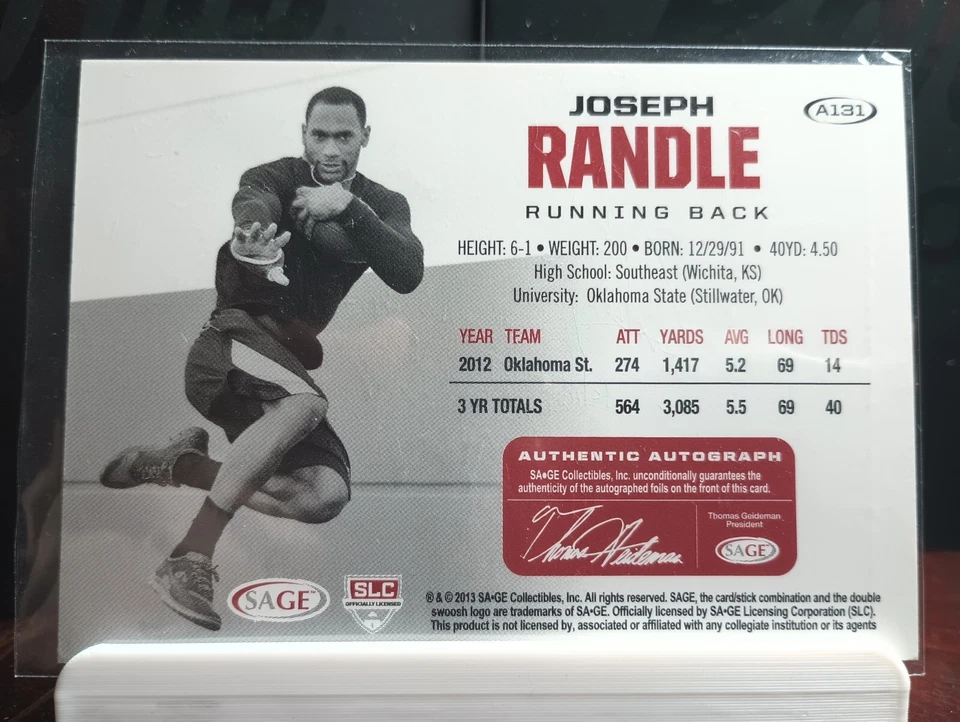 JOSEPH
A131
RANDLE
RUNNING BACK
HEIGHT: 6-1 • WEIGHT: 200 • BORN: 12/29/91 • 40YD: 4.50
High School: Southeast (Wichita, KS)
University: Oklahoma State (Stillwater, OK)
YEAR TEAM ATT YARDS AVG LONG TDS
2012 Oklahoma St. 274 1,417 5.2 69 14
3 YR TOTALS 564 3,085 5.5 69 40
AUTHENTIC AUTOGRAPH
SA•GE Collectibles, Inc. unconditionally guarantees the
authenticity of the autographed foils on the front of this card.
Thomas Geideman
Thomas Geideman
President
SAGE
SAGE™
SLC
OFFICIALLY LICENSED
® & © 2013 SA•GE Collectibles, Inc. All rights reserved. SAGE, the card/stick combination and the double
swoosh logo are trademarks of SA•GE. Officially licensed by SA•GE Licensing Corporation (SLC).
This product is not licensed by, associated or affiliated with any collegiate institution or its agents